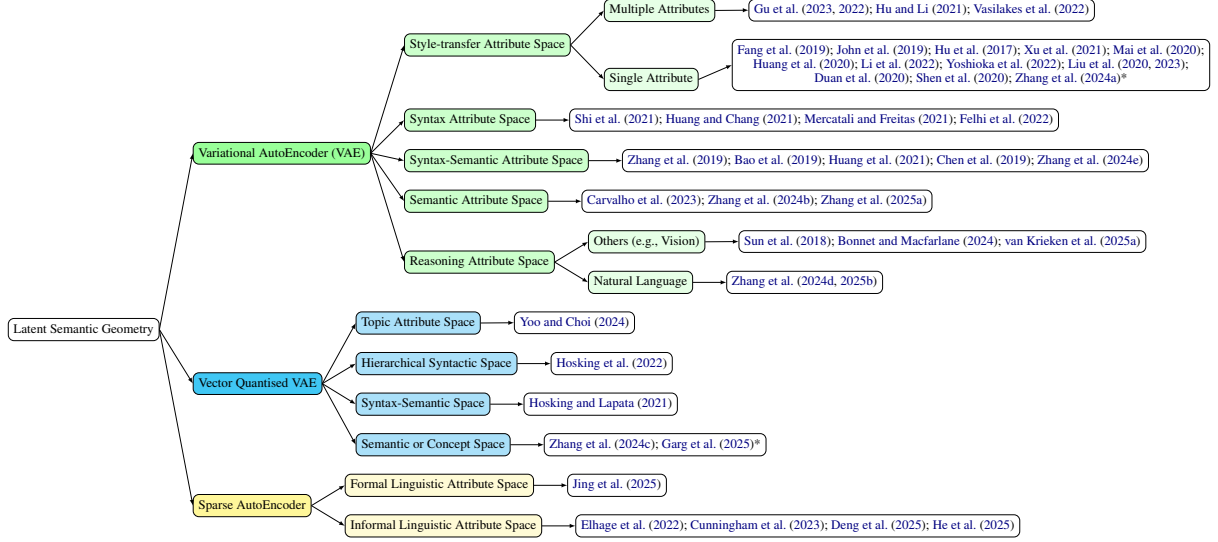 Multiple Attributes
Gu et al. (2023, 2022); Hu and Li (2021); Vasilakes et al. (2022)
Style-transfer Attribute Space
Single Attribute
Fang et al. (2019); John et al. (2019); Hu et al. (2017); Xu et al. (2021); Mai et al. (2020);
Huang et al. (2020); Li et al. (2022); Yoshioka et al. (2022); Liu et al. (2020, 2023);
Duan et al. (2020); Shen et al. (2020); Zhang et al. (2024a)*
Syntax Attribute Space
Shi et al. (2021); Huang and Chang (2021); Mercatali and Freitas (2021); Felhi et al. (2022)
Variational AutoEncoder (VAE)
Syntax-Semantic Attribute Space
Zhang et al. (2019); Bao et al. (2019); Huang et al. (2021); Chen et al. (2019); Zhang et al. (2024e)
Semantic Attribute Space
Carvalho et al. (2023); Zhang et al. (2024b); Zhang et al. (2025a)
Reasoning Attribute Space
Others (e.g., Vision)
Sun et al. (2018); Bonnet and Macfarlane (2024); van Krieken et al. (2025a)
Natural Language
Zhang et al. (2024d, 2025b)
Latent Semantic Geometry
Topic Attribute Space
Yoo and Choi (2024)
Hierarchical Syntactic Space
Hosking et al. (2022)
Vector Quantised VAE
Syntax-Semantic Space
Hosking and Lapata (2021)
Semantic or Concept Space
Zhang et al. (2024c); Garg et al. (2025)*
Formal Linguistic Attribute Space
Jing et al. (2025)
Sparse AutoEncoder
Informal Linguistic Attribute Space
Elhage et al. (2022); Cunningham et al. (2023); Deng et al. (2025); He et al. (2025)